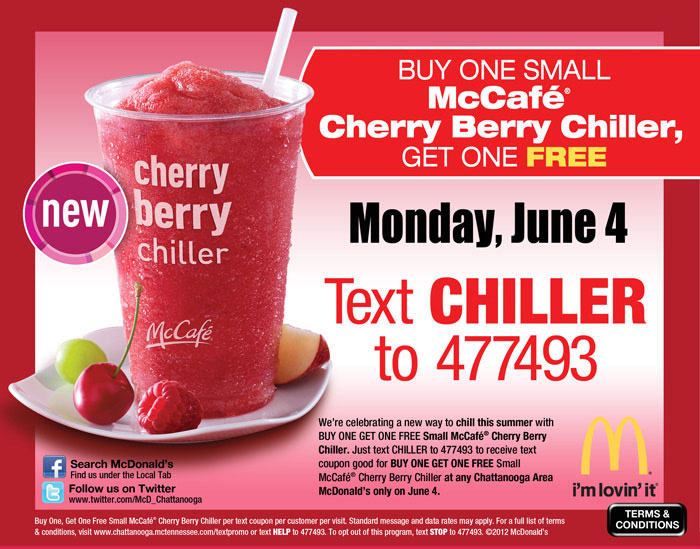 BUY ONE SMALL
McCafé®
Cherry Berry Chiller,
GET ONE FREE
new
cherry
berry
chiller
McCafé
Monday, June 4
Text CHILLER
to 477493
We're celebrating a new way to chill this summer with
BUY ONE GET ONE FREE Small McCafé® Cherry Berry
Chiller. Just text CHILLER to 477493 to receive text
coupon good for BUY ONE GET ONE FREE Small
McCafé® Cherry Berry Chiller at any Chattanooga Area
McDonald's only on June 4.
i'm lovin' it®
Search McDonald's
Find us under the Local Tab
Follow us on Twitter
www.twitter.com/McD_Chattanooga
TERMS &
CONDITIONS
Buy One, Get One Free Small McCafé® Cherry Berry Chiller per text coupon per customer per visit. Standard message and data rates may apply. For a full list of terms
& conditions, visit www.chattanooga.mctennessee.com/textpromo or text HELP to 477493. To opt out of this program, text STOP to 477493. ©2012 McDonald's